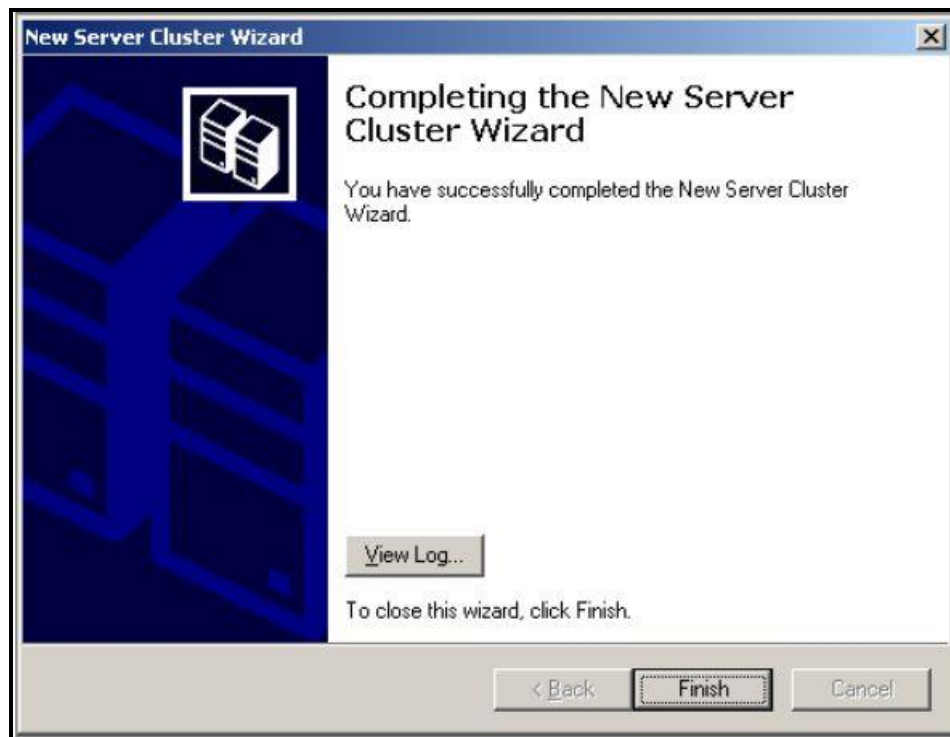 New Server Cluster Wizard
Completing the New Server
Cluster Wizard
You have successfully completed the New Server Cluster
Wizard.
View Log...
To close this wizard, click Finish.
< Back
Finish
Cancel